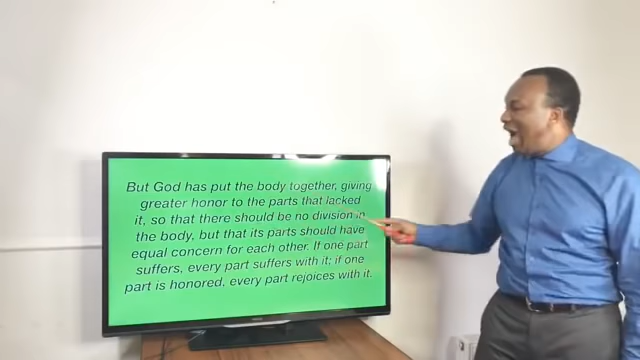 But God has put the body together, giving
greater honor to the parts that lacked
it, so that there should be no division in
the body, but that its parts should have
equal concern for each other. If one part
suffers, every part suffers with it; if one
part is honored, every part rejoices with it.